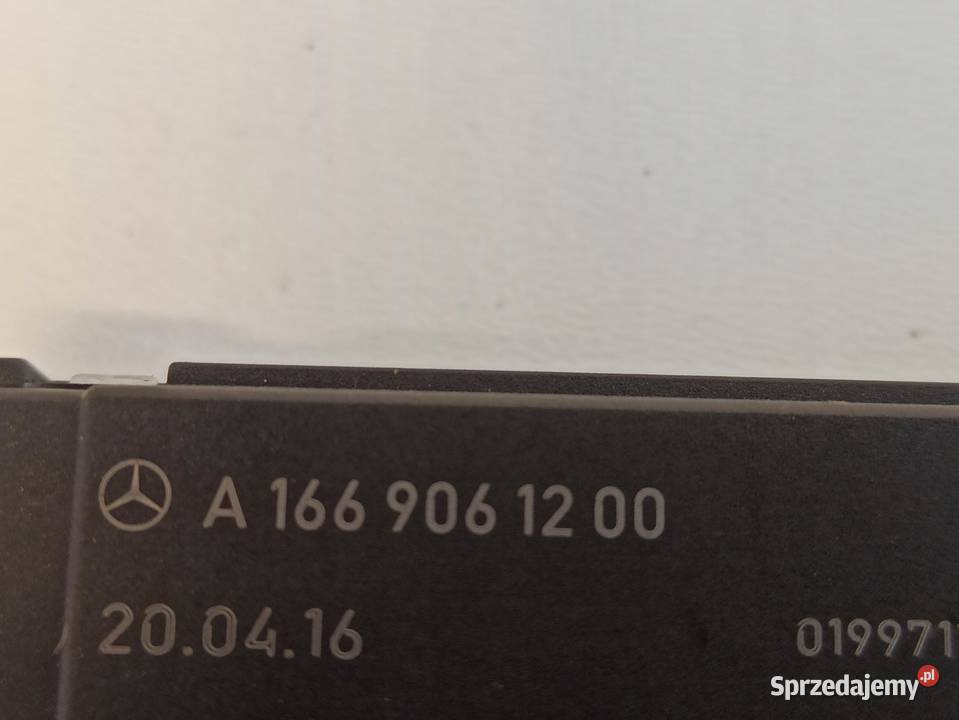 A 166 906 12 00
20.04.16
019971
Sprzedajemy.pl